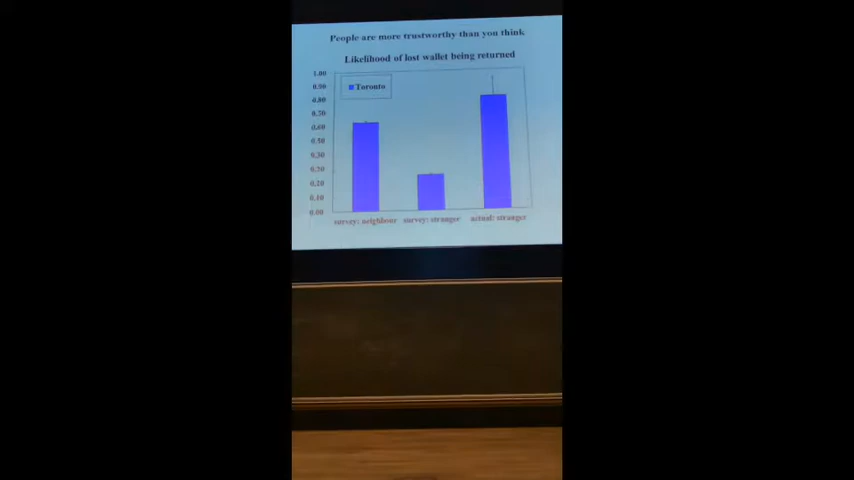 People are more trustworthy than you think
Likelihood of lost wallet being returned
1.00
0.90
0.80
0.70
0.60
0.50
0.40
0.30
0.20
0.10
0.00
Toronto
survey: neighbour survey: stranger actual: stranger